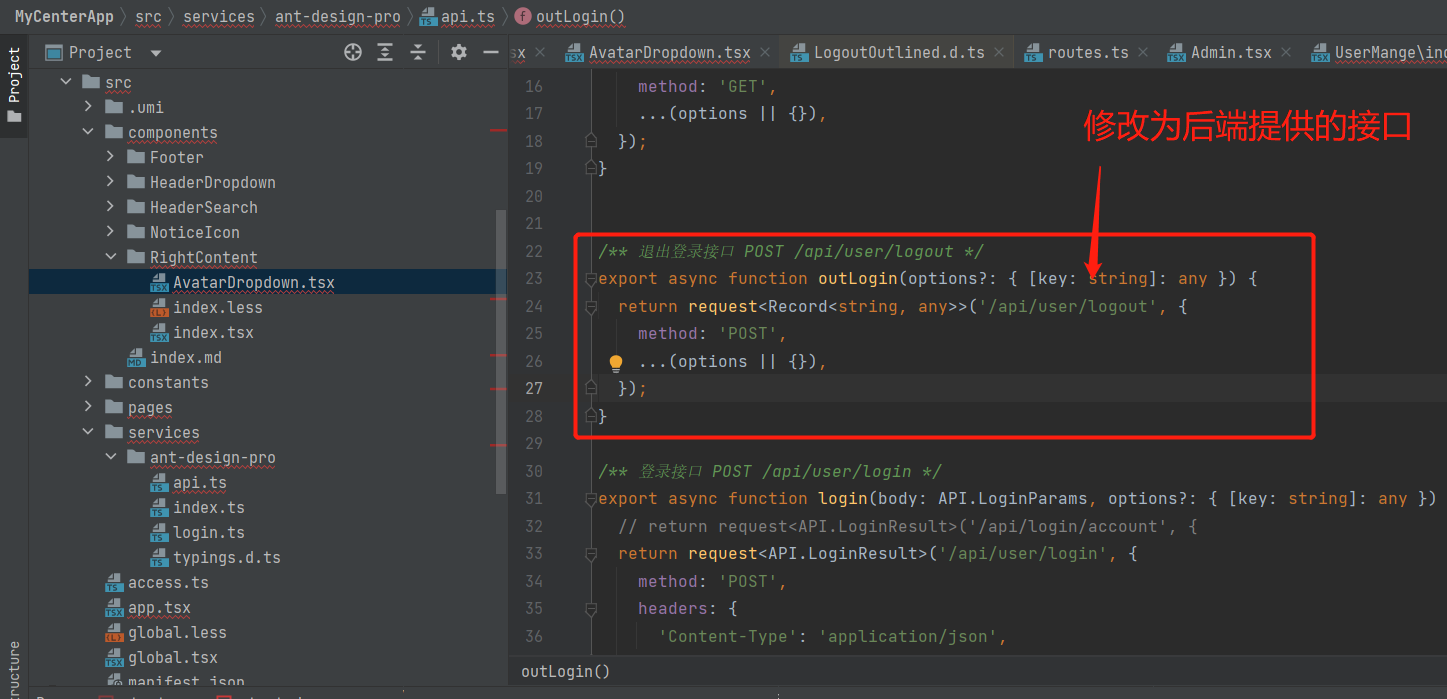 MyCenterApp src services ant-design-pro api.ts outLogin()
Project
Project
AvatarDropdown.tsx LogoutOutlined.d.ts routes.ts Admin.tsx
src
.umi
components
Footer
HeaderDropdown
HeaderSearch
NoticeIcon
RightContent
AvatarDropdown.tsx
index.less
index.tsx
index.md
constants
pages
services
ant-design-pro
api.ts
index.ts
login.ts
typings.d.ts
access.ts
app.tsx
global.less
global.tsx
manifest.json
16 method: 'GET',
17 ...(options || {}),
18 });
19 }
20
21
修改为后端提供的接口
22 /** 退出登录接口 POST /api/user/logout */
23 export async function outLogin(options?: { [key: string]: any }) {
24 return request<Record<string, any>>('/api/user/logout', {
25 method: 'POST',
26 ...(options || {}),
27 });
28 }
29
30 /** 登录接口 POST /api/user/login */
31 export async function login(body: API.LoginParams, options?: { [key: string]: any })
32 // return request<API.LoginResult>('/api/login/account', {
33 return request<API.LoginResult>('/api/user/login', {
34 method: 'POST',
35 headers: {
36 'Content-Type': 'application/json',
outLogin()